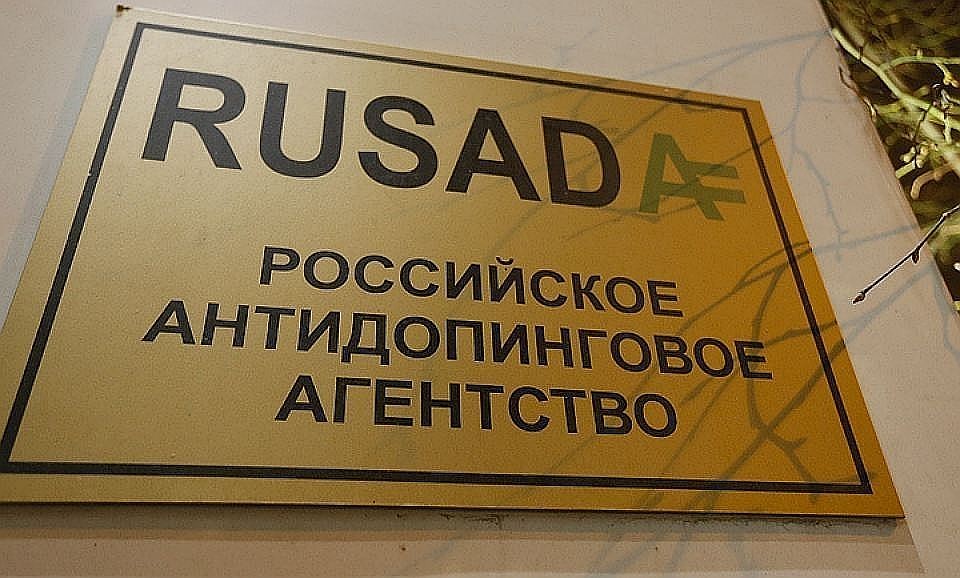 RUSADA
РОССИЙСКОЕ
АНТИДОПИНГОВОЕ
АГЕНТСТВО